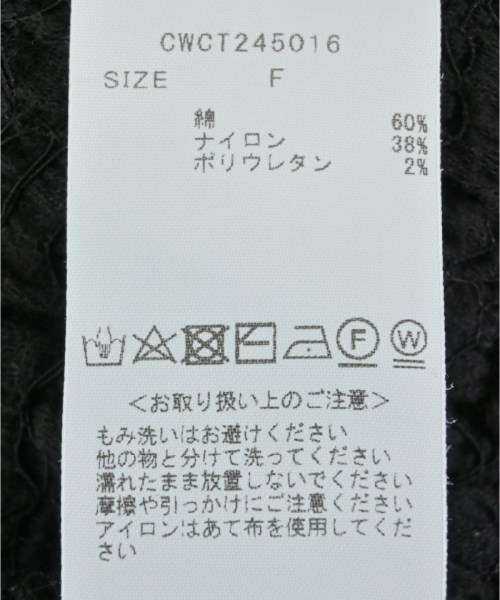 CWCT245016
SIZE F
綿 60%
ナイロン 38%
ポリウレタン 2%
F W
<お取り扱い上のご注意>
もみ洗いはお避けください
他の物と分けて洗ってください
濡れたまま放置しないでください
摩擦や引っかけにご注意ください
アイロンはあて布を使用してくだ
さい